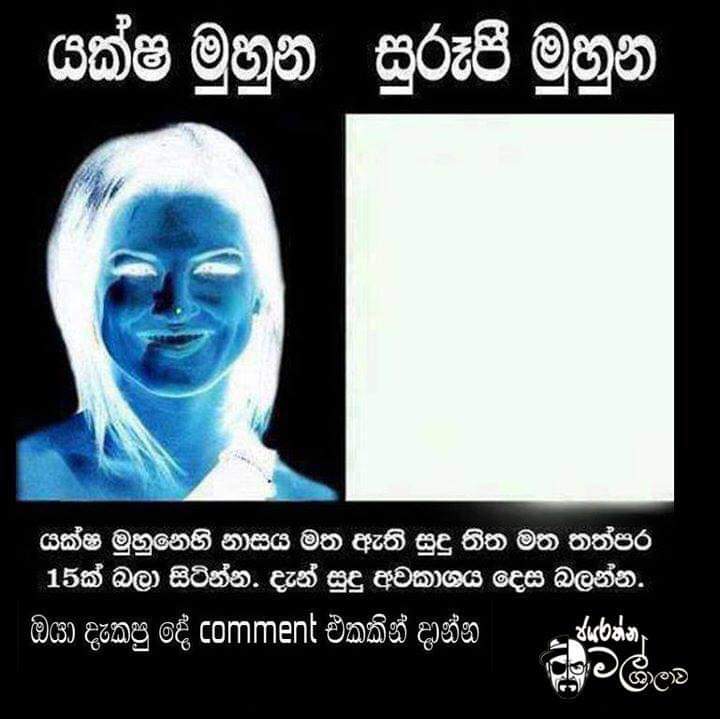 යක්ෂ මුහුන සුරූපී මුහුන
යක්ෂ මුහුනෙහි නාසය මත ඇති සුදු තිත මත තත්පර
15ක් බලා සිටින්න. දැන් සුදු අවකාශය දෙස බලන්න.
ඔයා දැකපු දේ comment එකකින් දාන්න
ජයරත්න
මල්
ශාලාව